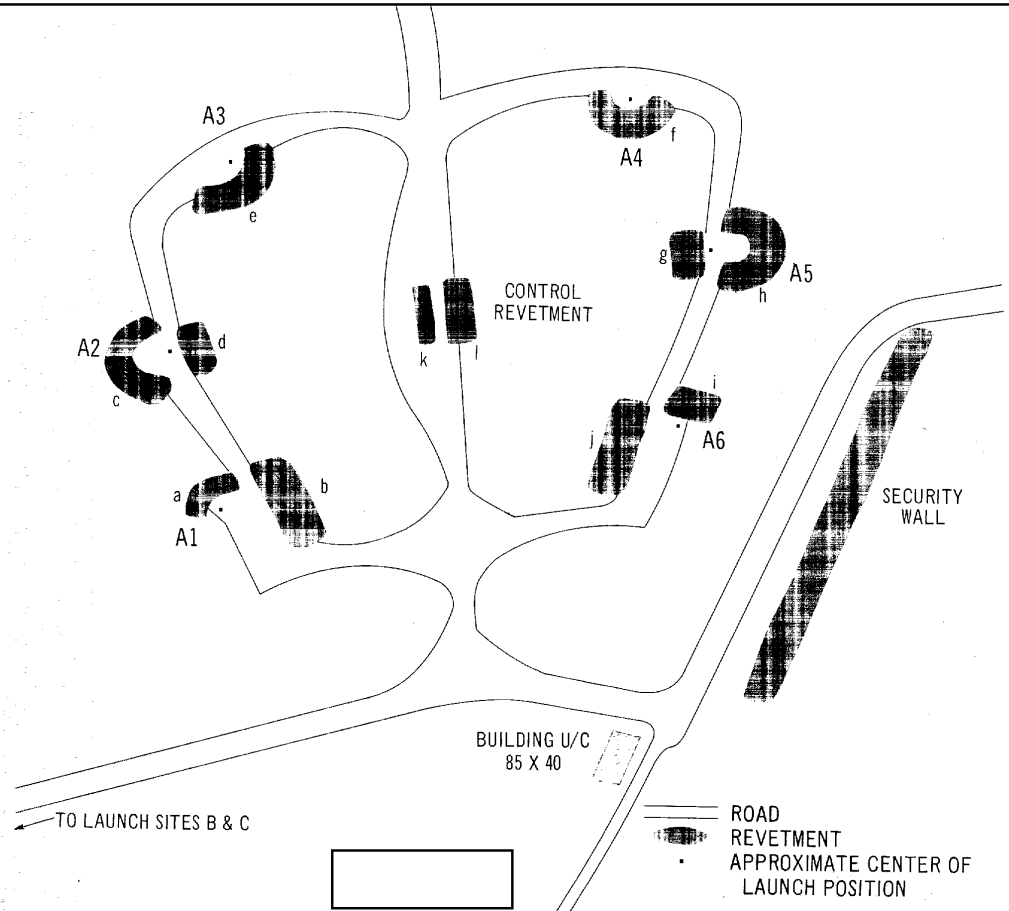 A3
A4
f
e
g
A5
h
CONTROL
REVETMENT
A2
d
k
l
c
i
j
A6
a
b
A1
SECURITY
WALL
BUILDING U/C
85 X 40
TO LAUNCH SITES B & C
ROAD
REVETMENT
APPROXIMATE CENTER OF
LAUNCH POSITION